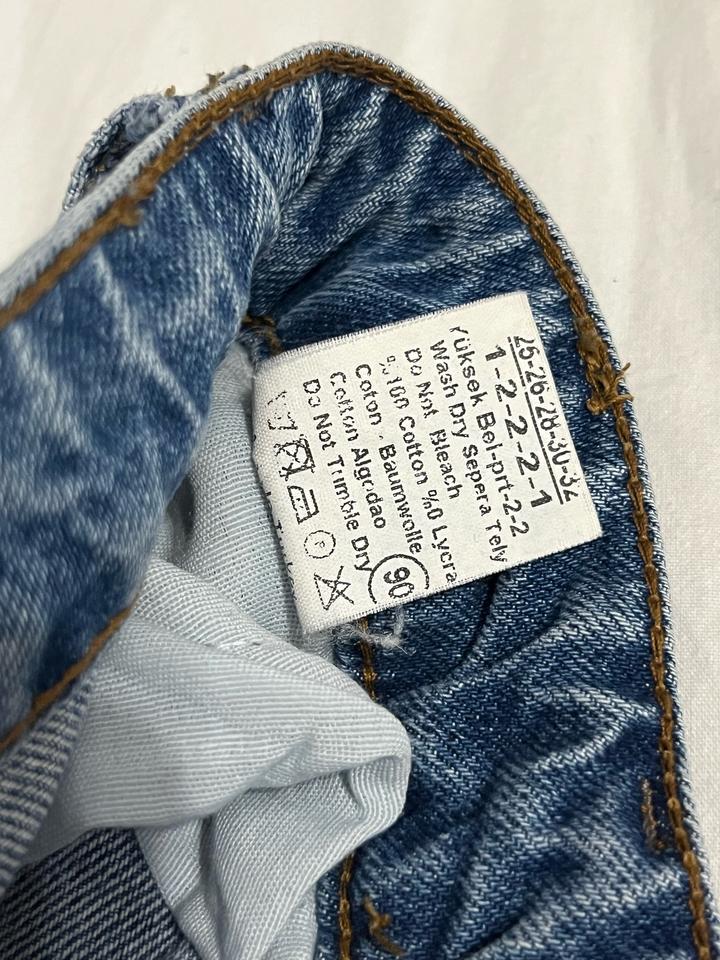 25-26-28-30-32
1-2-2-2-1
Yüksek Bel-prt-2-2
Wash Dry Sepera Tely
Do Not Bleach
%100 Cotton %0 Lycra
Coton - Baumwolle
Cotton Algodao
Do Not Trimble Dry
90
P